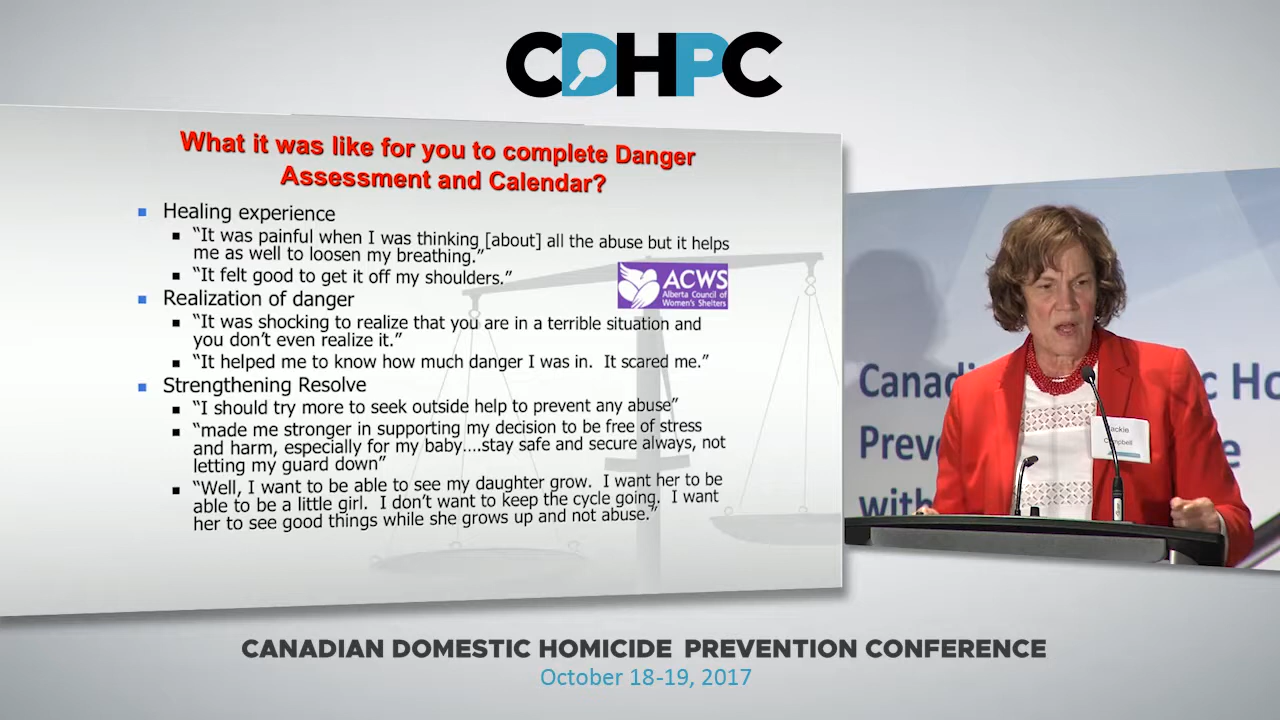 CDHPC
What it was like for you to complete Danger
Assessment and Calendar?
Healing experience
“It was painful when I was thinking [about] all the abuse but it helps
me as well to loosen my breathing.”
“It felt good to get it off my shoulders.”
ACWS
Alberta Council of
Women's Shelters
Realization of danger
“It was shocking to realize that you are in a terrible situation and
you don’t even realize it.”
“It helped me to know how much danger I was in.  It scared me.”
Strengthening Resolve
“I should try more to seek outside help to prevent any abuse”
“made me stronger in supporting my decision to be free of stress
and harm, especially for my baby....stay safe and secure always, not
letting my guard down”
“Well, I want to be able to see my daughter grow.  I want her to be
able to be a little girl.  I don’t want to keep the cycle going.  I want
her to see good things while she grows up and not abuse.”
Canadi c Ho
Prev e
with
Jackie
Campbell
CANADIAN DOMESTIC HOMICIDE PREVENTION CONFERENCE
October 18-19, 2017